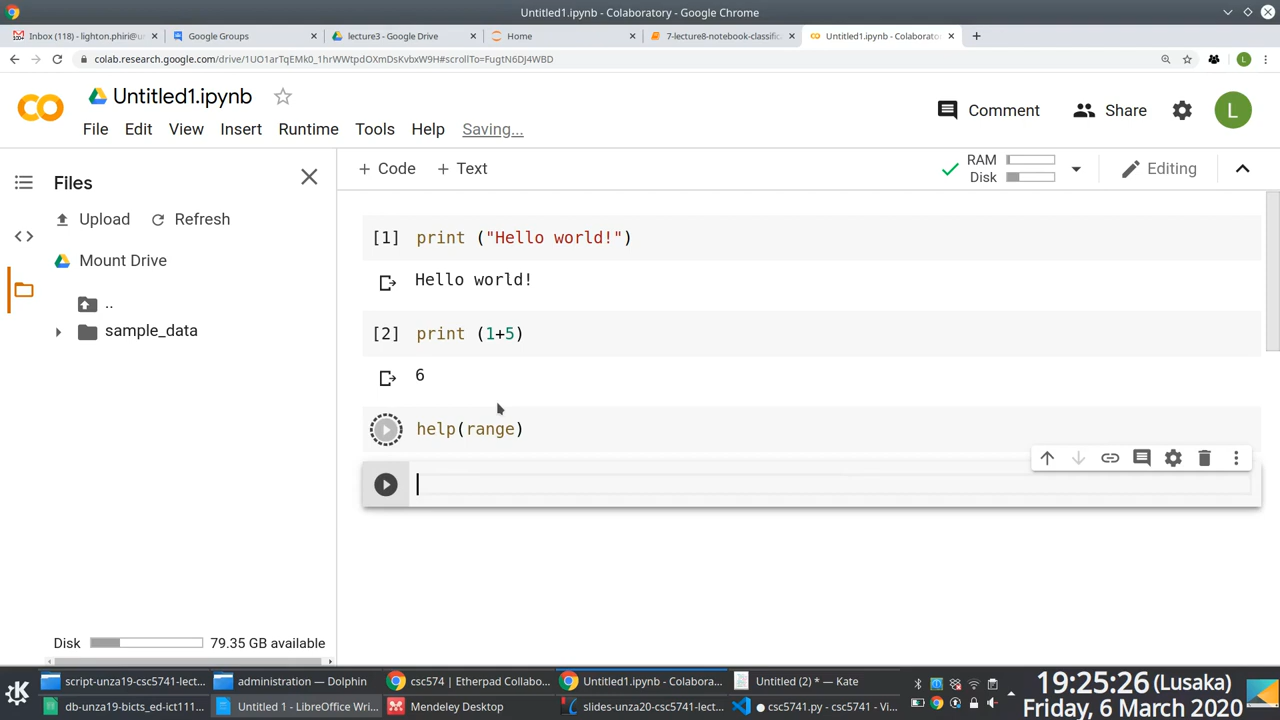 Untitled1.ipynb - Colaboratory - Google Chrome
Inbox (118) - lighton.phiri@u
Google Groups
lecture3 - Google Drive
Home
7-lecture8-notebook-classific
Untitled1.ipynb - Colaborato
colab.research.google.com/drive/1UO1arTqEMk0_1hrWWtpdOXmDsKvbxW9H#scrollTo=FugtN6DJ4WBD
L
CO
Untitled1.ipynb
Comment
Share
L
File Edit View Insert Runtime Tools Help Saving...
Files
+ Code + Text
RAM
Disk
Editing
Upload Refresh
Mount Drive
..
sample_data
[1] print ("Hello world!")
Hello world!
[2] print (1+5)
6
help(range)
Disk 79.35 GB available
script-unza19-csc5741-lect...
administration — Dolphin
csc574 | Etherpad Collabo...
Untitled1.ipynb - Colabora...
Untitled (2) * — Kate
db-unza19-bicts_ed-ict111...
Untitled 1 - LibreOffice Wri...
Mendeley Desktop
slides-unza20-csc5741-lect...
● csc5741.py - csc5741 - Vi...
19:25:26 (Lusaka)
Friday, 6 March 2020